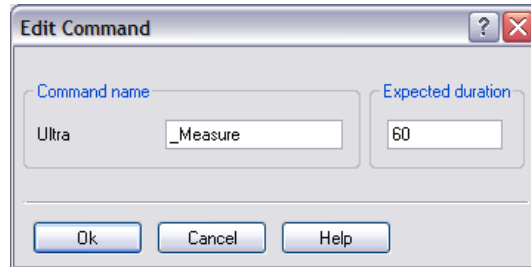 Edit Command
Command name
Expected duration
Ultra _Measure 60
Ok Cancel Help